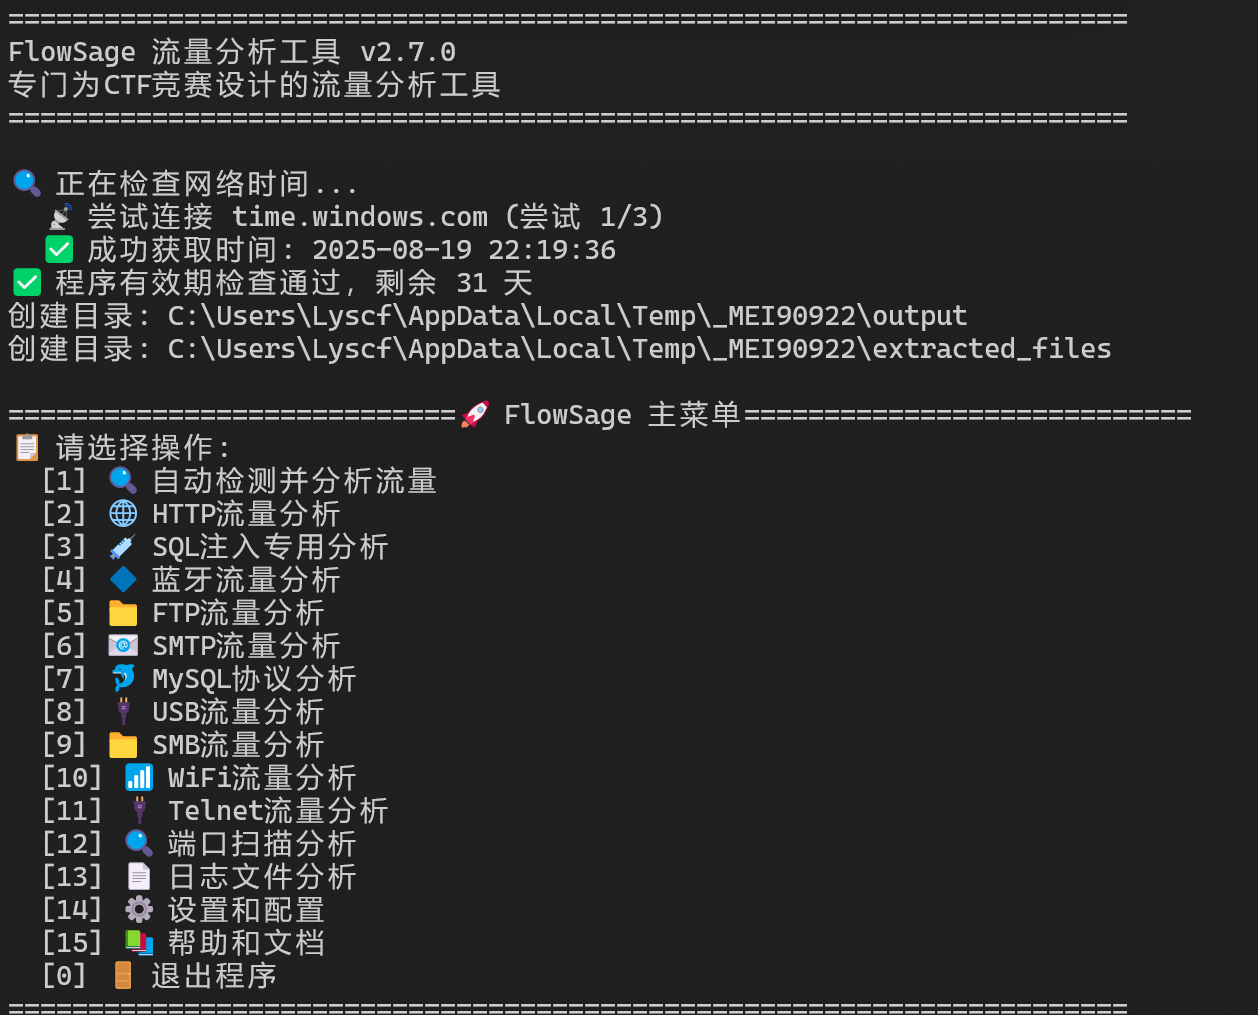 ======================================================================
FlowSage 流量分析工具 v2.7.0
专门为CTF竞赛设计的流量分析工具
======================================================================
🔍 正在检查网络时间...
📡 尝试连接 time.windows.com (尝试 1/3)
✅ 成功获取时间: 2025-08-19 22:19:36
✅ 程序有效期检查通过, 剩余 31 天
创建目录: C:\Users\Lyscf\AppData\Local\Temp\_MEI90922\output
创建目录: C:\Users\Lyscf\AppData\Local\Temp\_MEI90922\extracted_files
============================🚀 FlowSage 主菜单============================
📋 请选择操作:
[1] 🔍 自动检测并分析流量
[2] 🌐 HTTP流量分析
[3] 💉 SQL注入专用分析
[4] 🔷 蓝牙流量分析
[5] 📁 FTP流量分析
[6] 📧 SMTP流量分析
[7] 🐬 MySQL协议分析
[8] 🔌 USB流量分析
[9] 📁 SMB流量分析
[10] 📶 WiFi流量分析
[11] 🔌 Telnet流量分析
[12] 🔍 端口扫描分析
[13] 📄 日志文件分析
[14] ⚙️ 设置和配置
[15] 📚 帮助和文档
[0] 🚪 退出程序
======================================================================